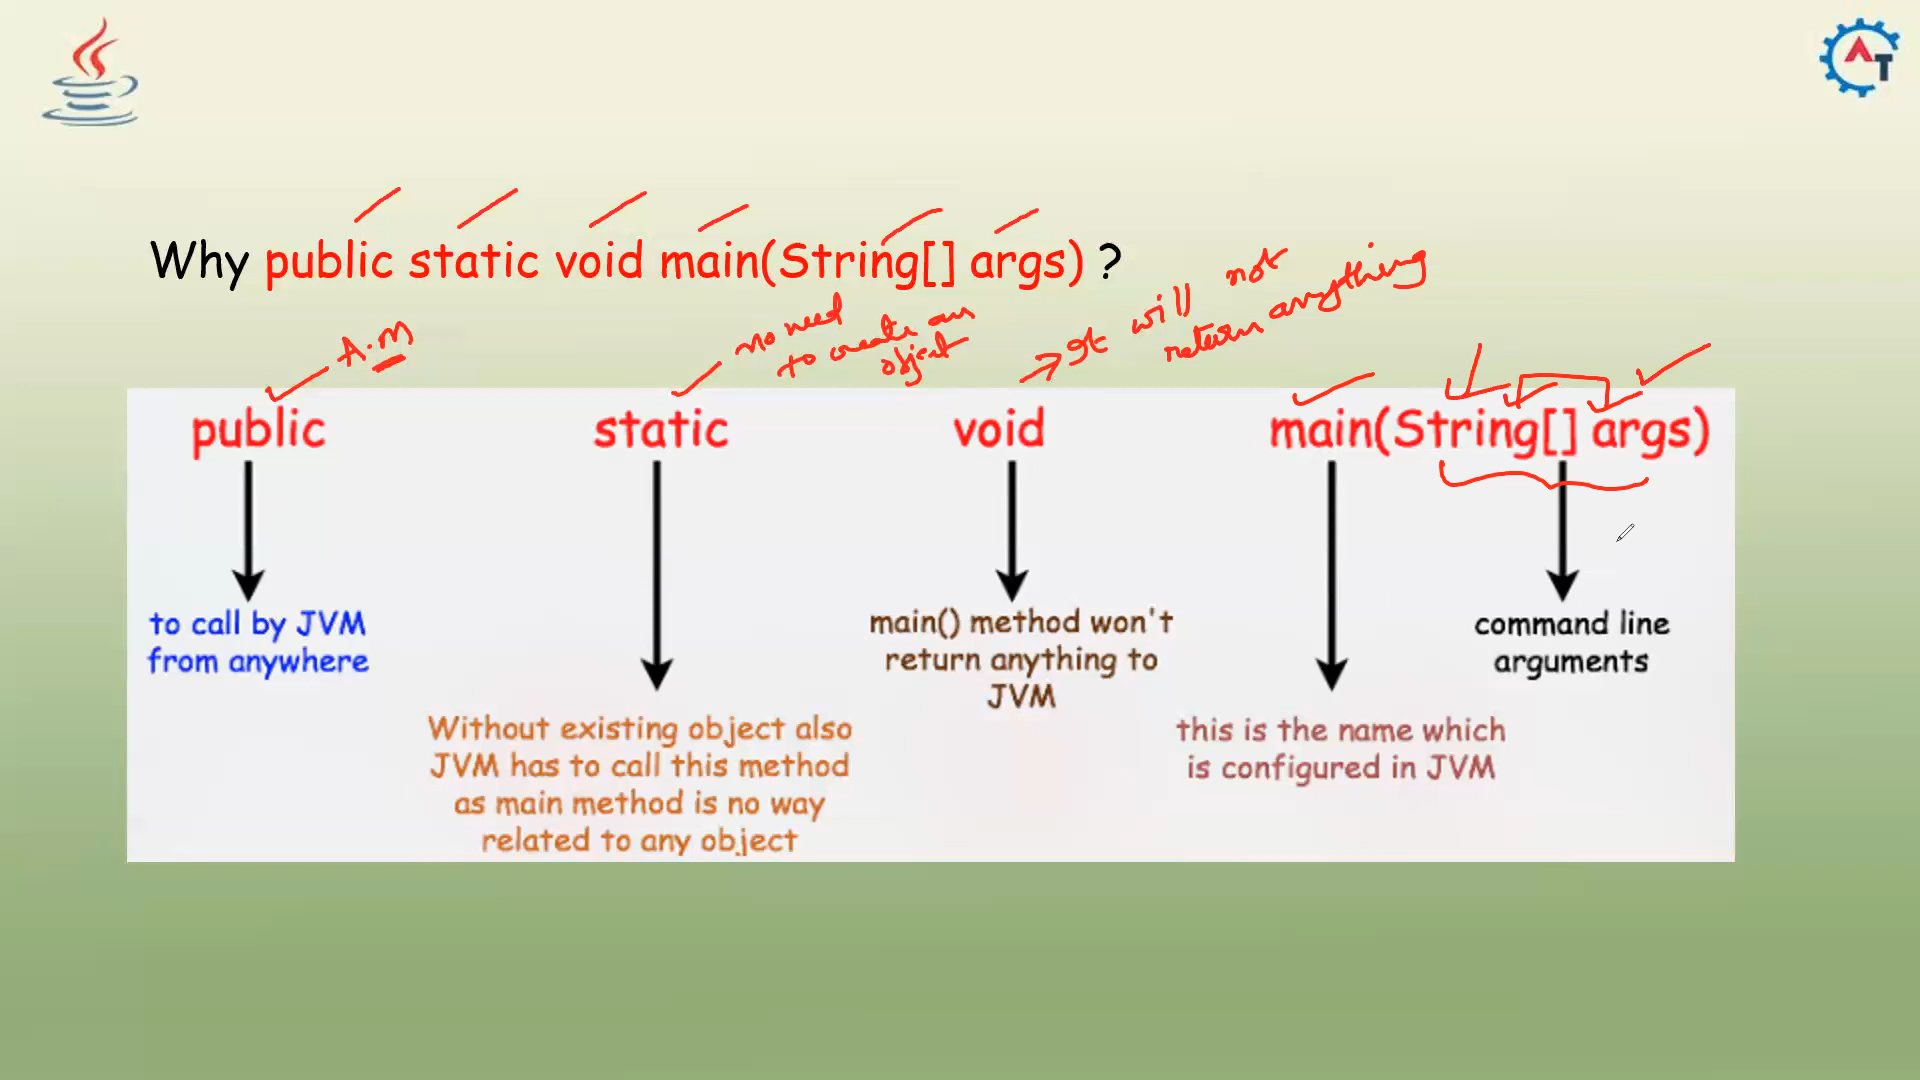 AT
Why public static void main(String[] args) ?
A.M
no need
to create an
object
It will not
return anything
public static void main(String[] args)
to call by JVM
from anywhere
Without existing object also
JVM has to call this method
as main method is no way
related to any object
main() method won't
return anything to
JVM
this is the name which
is configured in JVM
command line
arguments